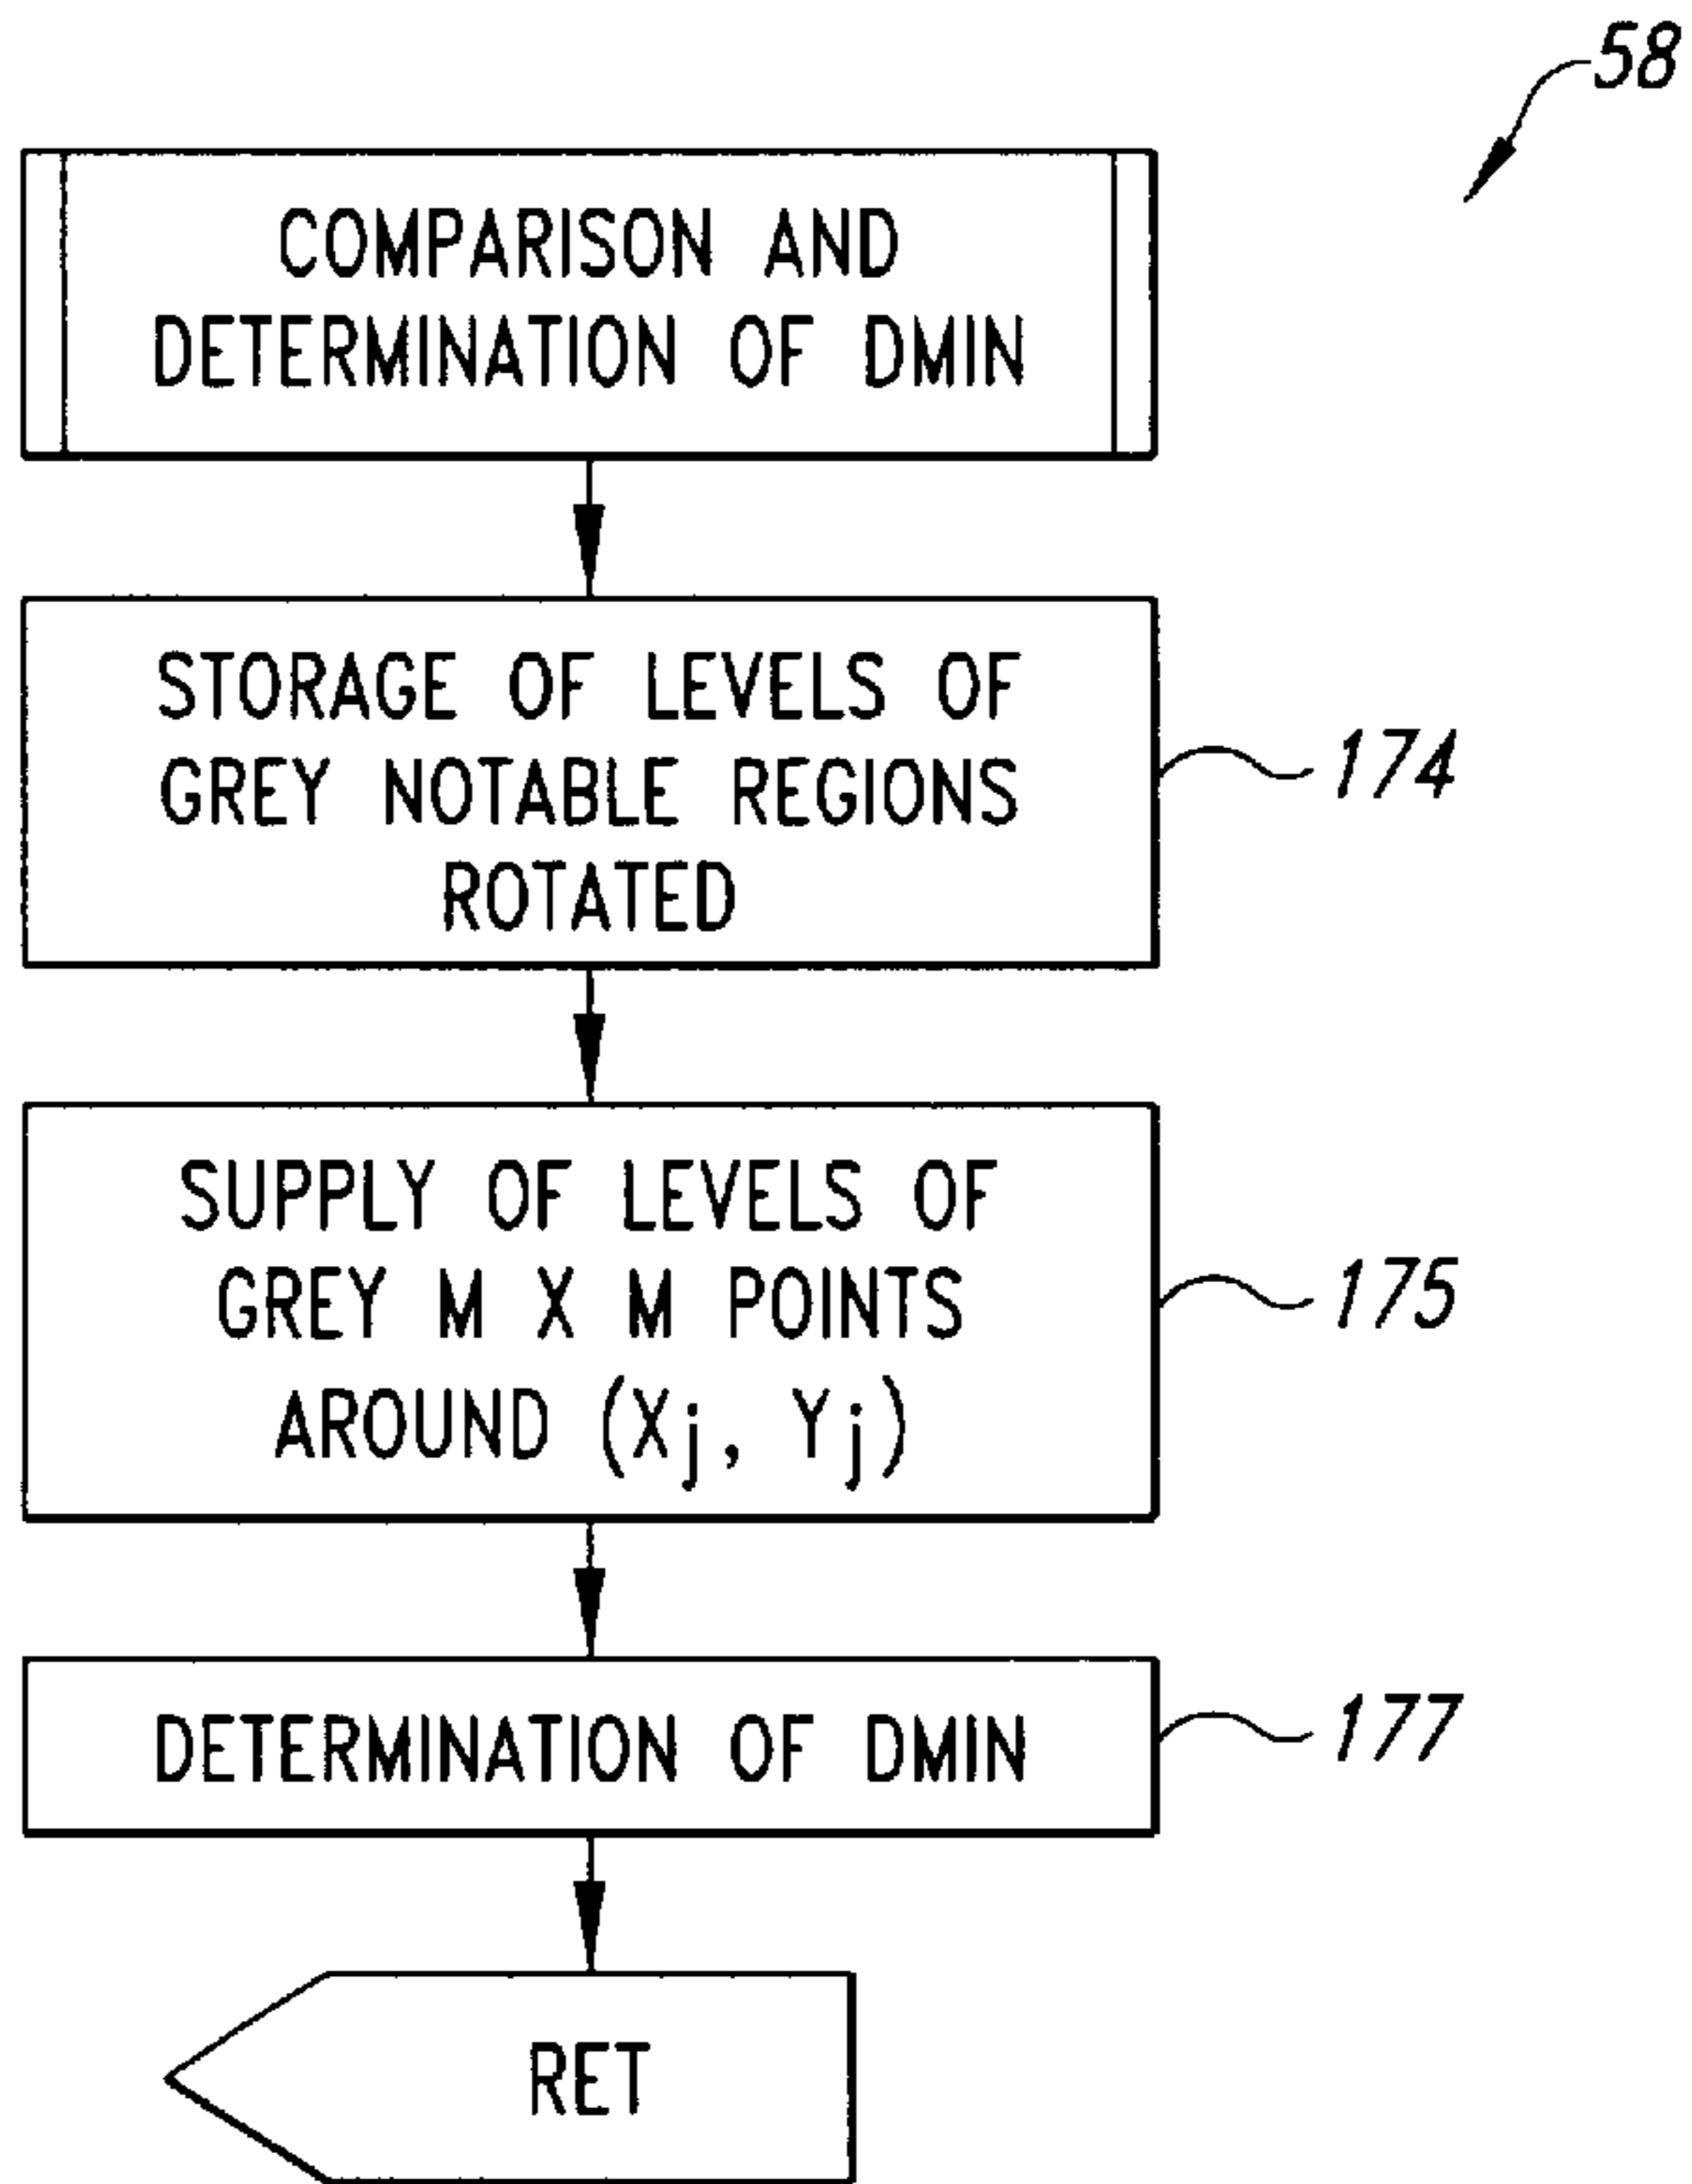 58
COMPARISON AND
DETERMINATION OF DMIN
STORAGE OF LEVELS OF
GREY NOTABLE REGIONS
ROTATED
174
SUPPLY OF LEVELS OF
GREY M X M POINTS
AROUND (Xj, Yj)
175
DETERMINATION OF DMIN
177
RET